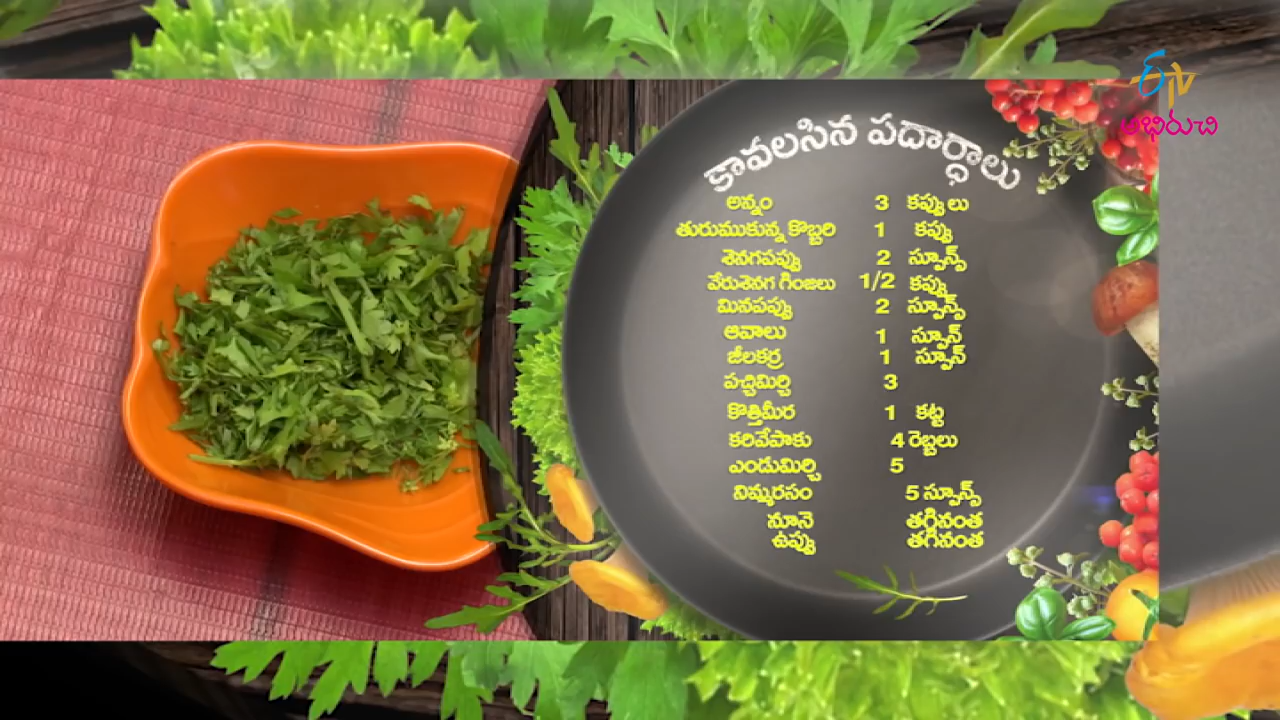 ఈtv
అభిరుచి
కావలసిన పదార్థాలు
అన్నం 3 కప్పులు
తురుముకున్న కొబ్బరి 1 కప్పు
శెనగపప్పు 2 స్పూన్స్
వేరుశెనగ గింజలు 1/2 కప్పు
మినపప్పు 2 స్పూన్స్
ఆవాలు 1 స్పూన్
జీలకర్ర 1 స్పూన్
పచ్చిమిర్చి 3
కొత్తిమీర 1 కట్ట
కరివేపాకు 4 రెబ్బలు
ఎండుమిర్చి 5
నిమ్మరసం 5 స్పూన్స్
నూనె తగినంత
ఉప్పు తగినంత